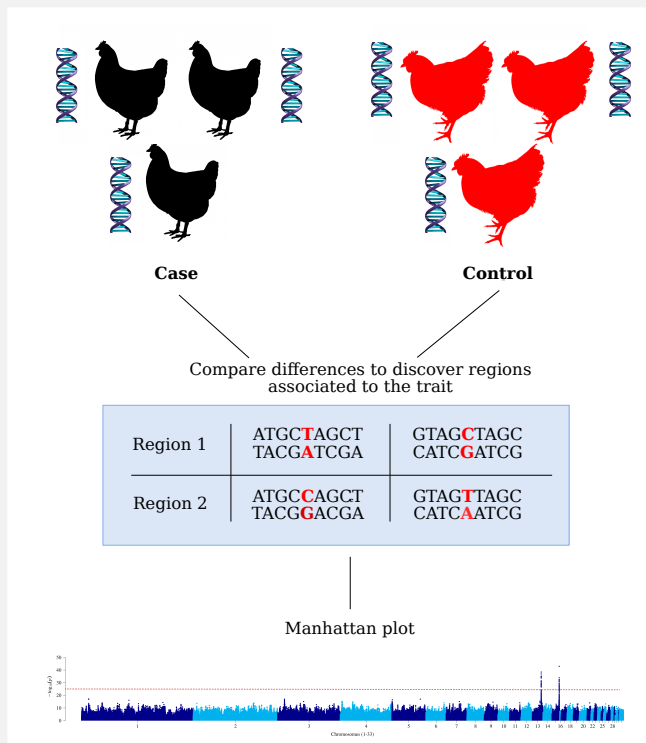 Case
Control
Compare differences to discover regions
associated to the trait
Region 1
ATGCTAGCT
TACGATCGA
GTAGCTAGC
CATCGATCG
Region 2
ATGCCAGCT
TACGGACGA
GTAGTTAGC
CATCAATCG
Manhattan plot
50
40
30
20
10
0
−log₁₀(p)
1 2 3 4 5 6 7 8 9 10 11 12 13 14 16 18 20 22 25 28
Chromosomes (1-33)